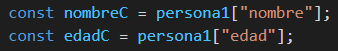 const nombreC = persona1["nombre"];
const edadC = persona1["edad"];